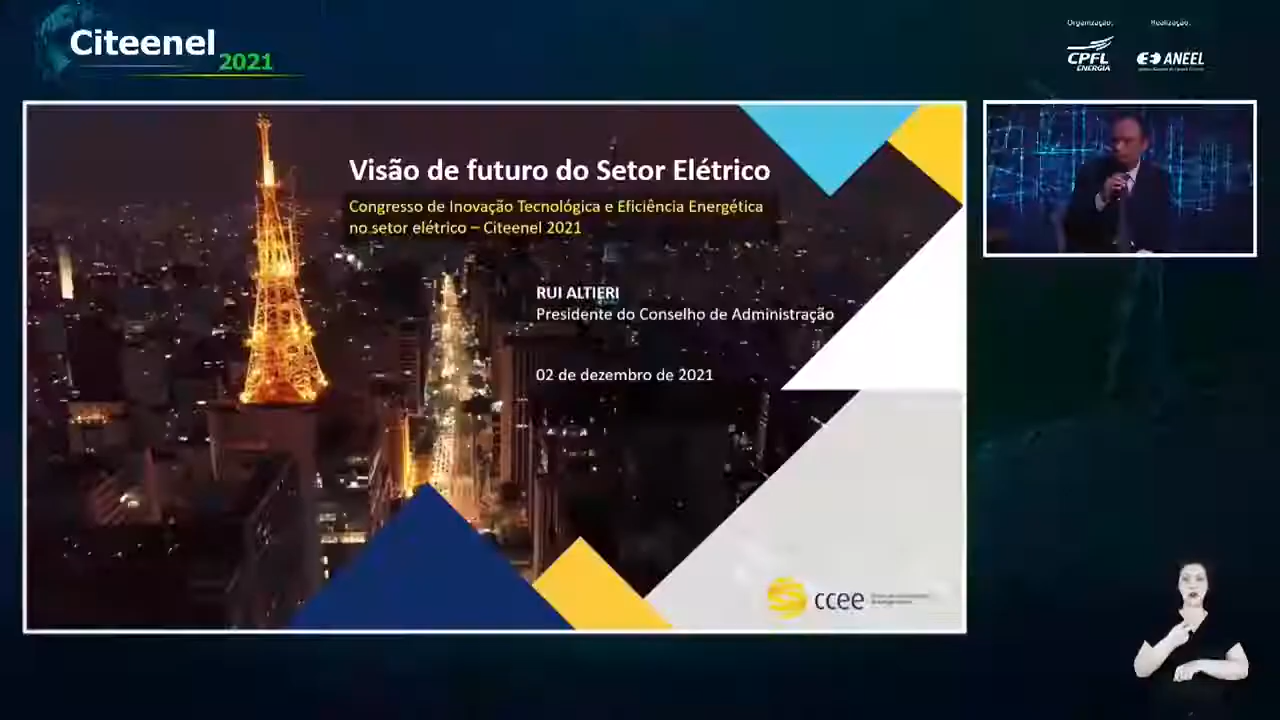 Citeenel
2021
Organização:
Realização:
CPFL
ENERGIA
ANEEL
Visão de futuro do Setor Elétrico
Congresso de Inovação Tecnológica e Eficiência Energética
no setor elétrico – Citeenel 2021
RUI ALTIERI
Presidente do Conselho de Administração
02 de dezembro de 2021
ccee